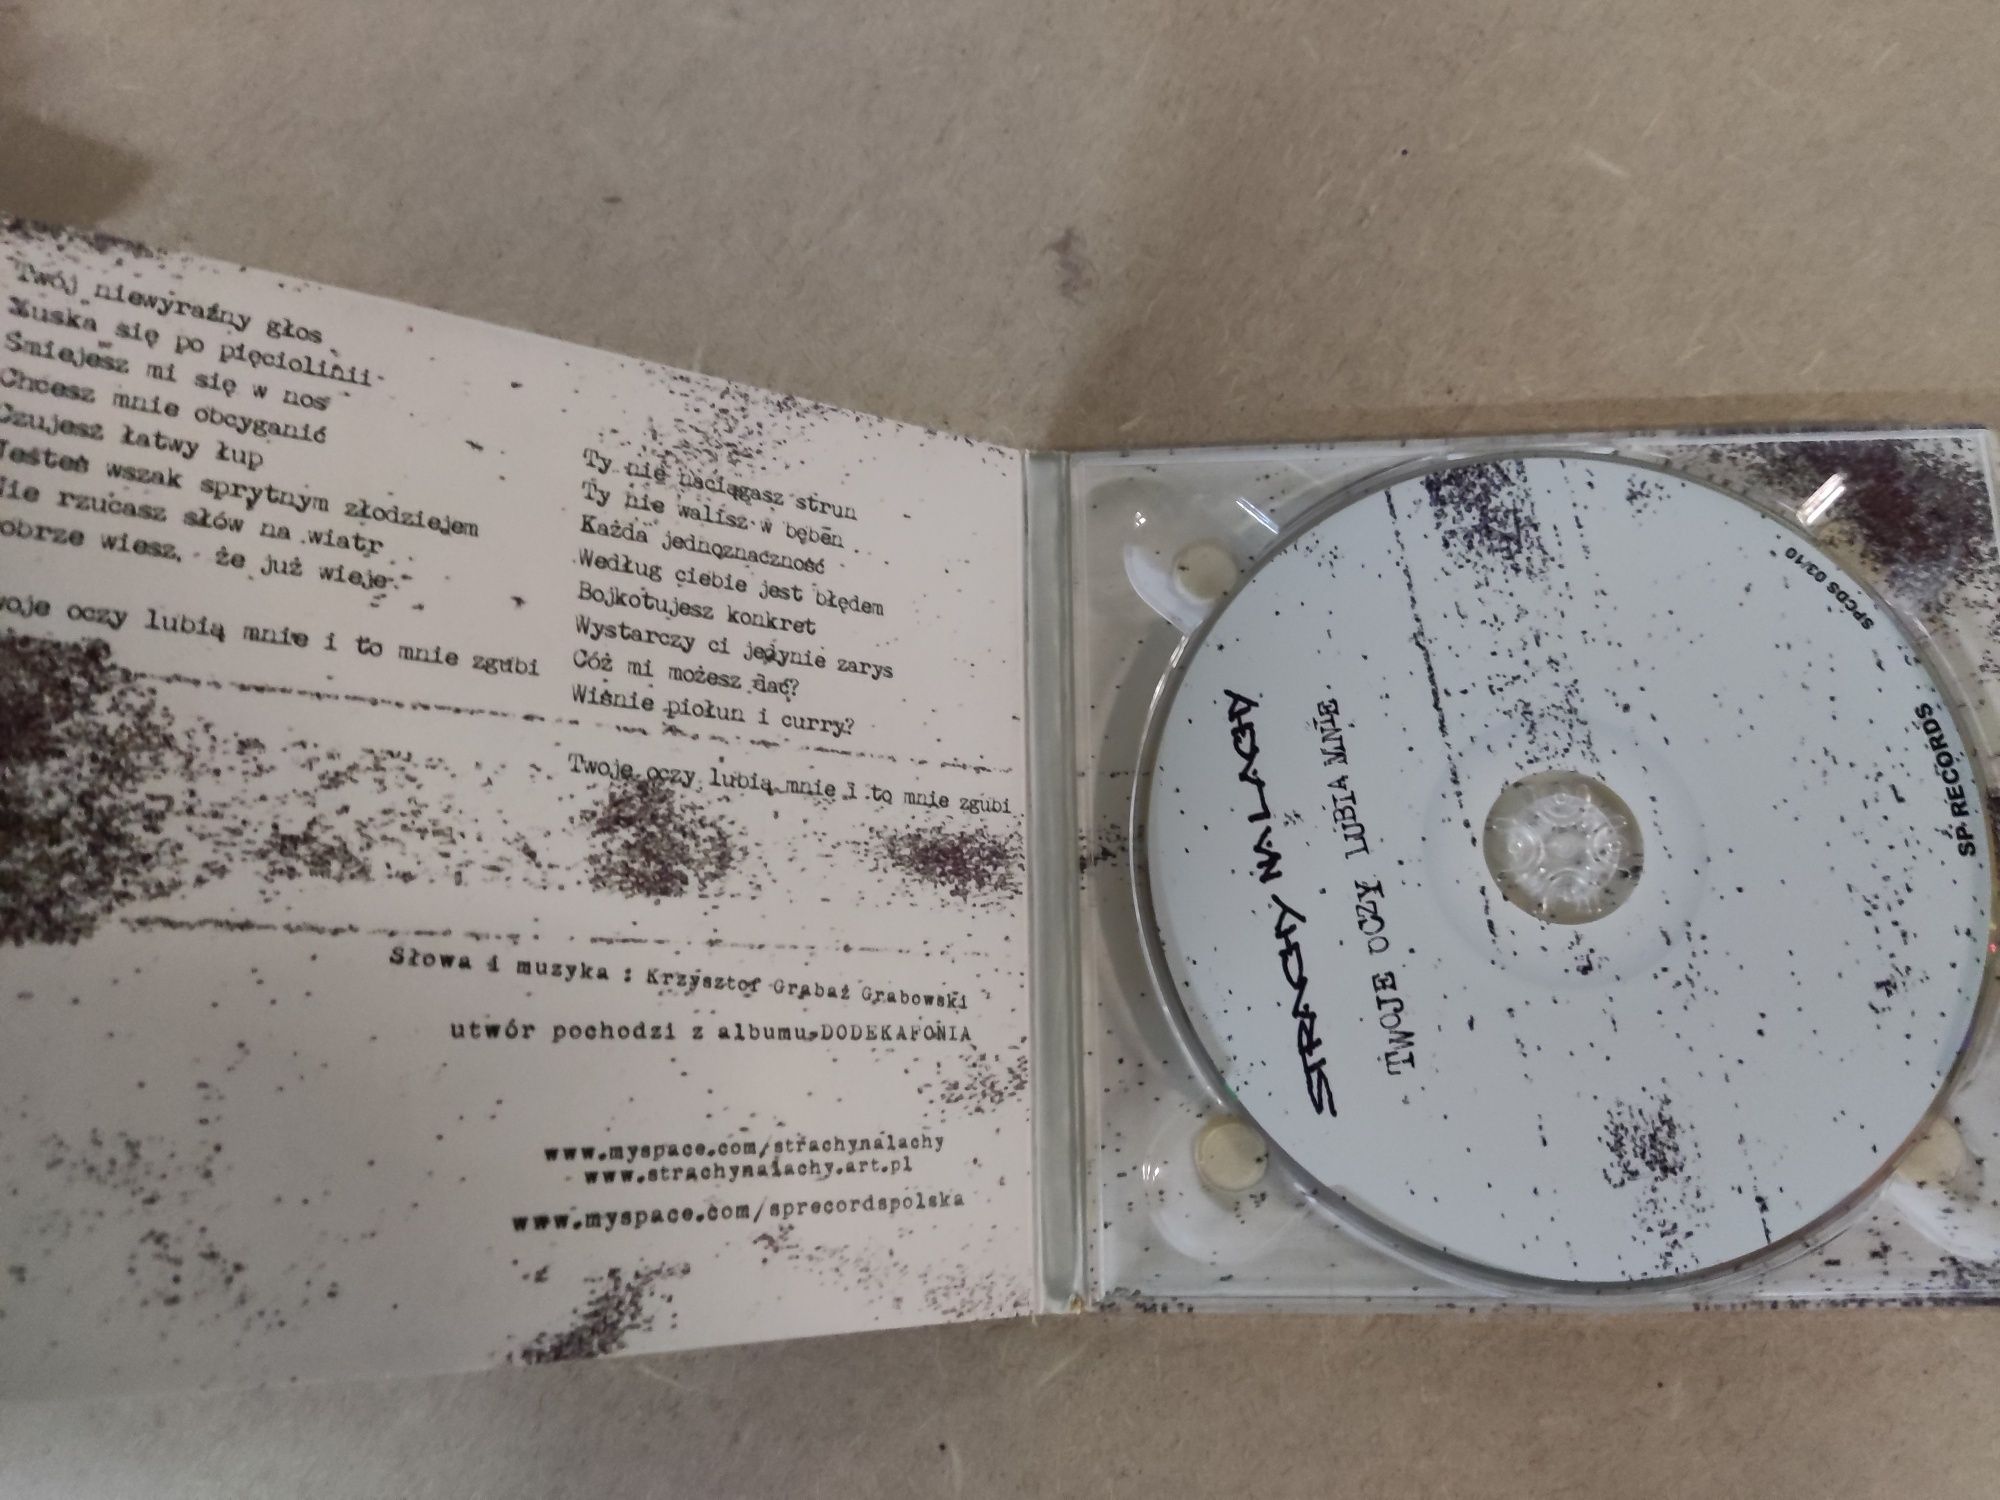 Twój niewyraźny głos
Muska się po pięciolinii
Śmiejesz mi się w nos
Chcesz mnie obcyganić
Czujesz łatwy łup
Jesteś wszak sprytnym złodziejem
Nie rzucasz słów na wiatr
obrze wiesz, że już wieje
woje oczy lubią mnie i to mnie zgubi
Ty nie naciągasz strun
Ty nie walisz w bęben
Każda jednoznaczność
Według ciebie jest błędem
Bojkotujesz konkret
Wystarczy ci jedynie zarys
Cóż mi możesz dać?
Wiśnie piołun i curry?
Twoje oczy lubią mnie i to mnie zgubi
Słowa i muzyka : Krzysztof Grabaż Grabowski
utwór pochodzi z albumu DODEKAFONIA
www.myspace.com/strachynalachy
www.strachynalachy.art.pl
www.myspace.com/sprecordspolska
STRACHY NA LACHY
TWOJE OCZY LUBIĄ MNIE
SPCDS 03/10
SP RECORDS